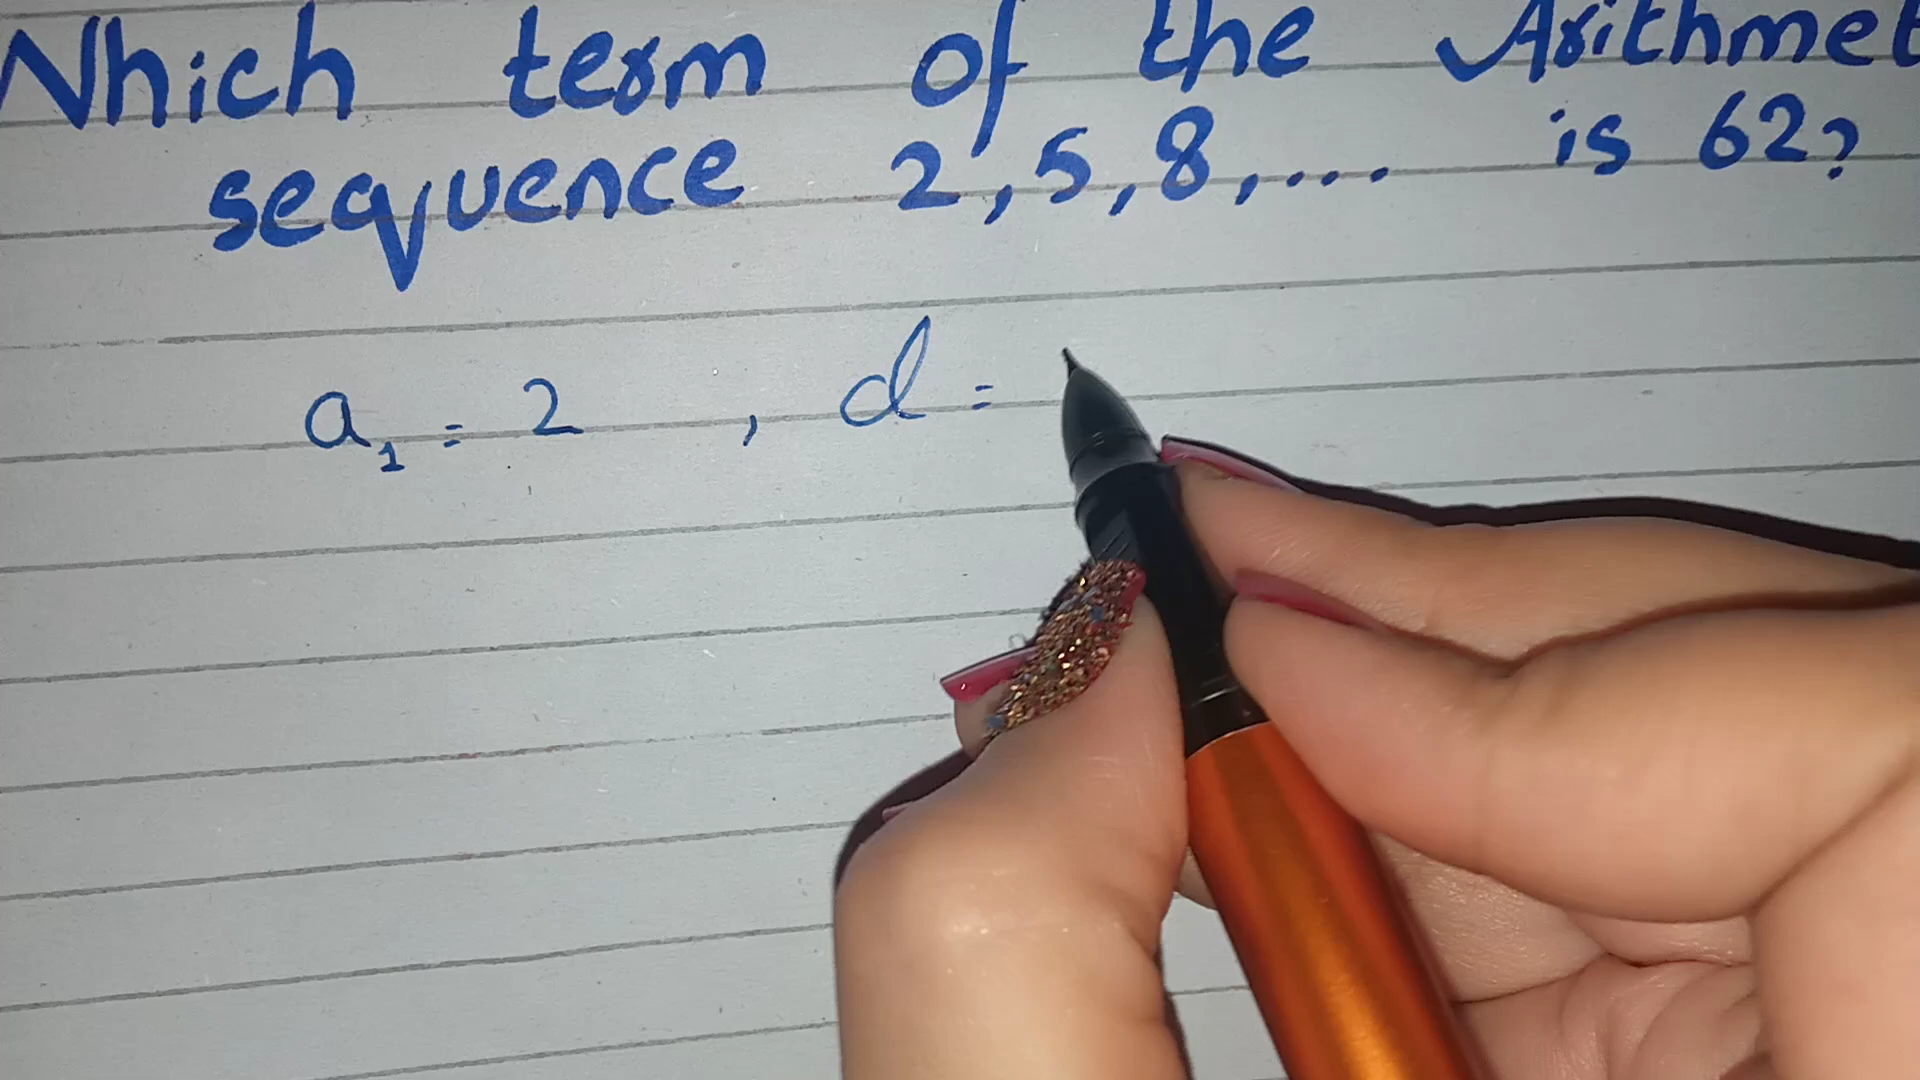 Which term of the Arithmet
sequence 2, 5, 8, ... is 62?
a₁ = 2 , d =